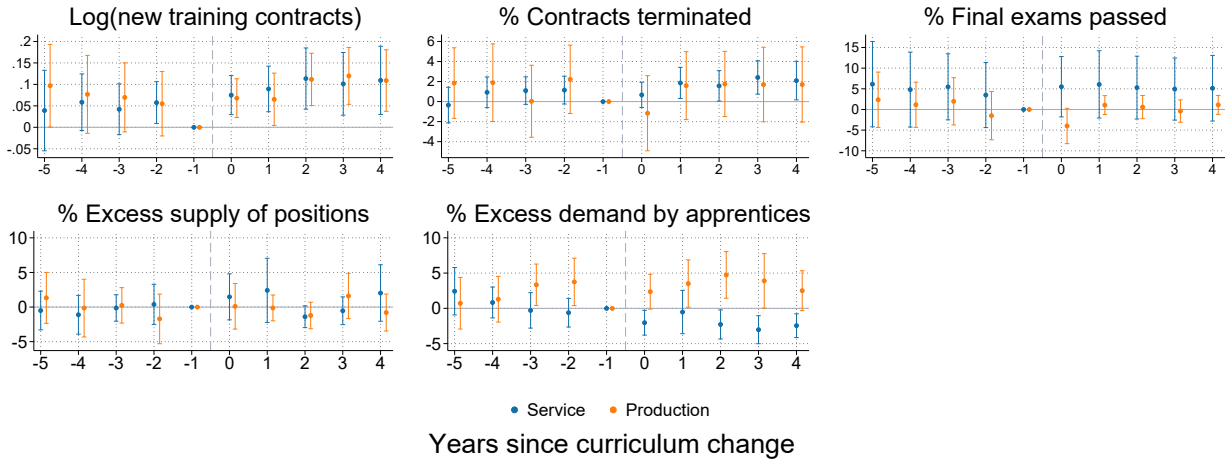 Log(new training contracts)
.2
.15
.1
.05
0
-.05
-5 -4 -3 -2 -1 0 1 2 3 4
% Contracts terminated
6
4
2
0
-2
-4
-5 -4 -3 -2 -1 0 1 2 3 4
% Final exams passed
15
10
5
0
-5
-10
-5 -4 -3 -2 -1 0 1 2 3 4
% Excess supply of positions
10
5
0
-5
-5 -4 -3 -2 -1 0 1 2 3 4
% Excess demand by apprentices
10
5
0
-5
-5 -4 -3 -2 -1 0 1 2 3 4
Service Production
Years since curriculum change